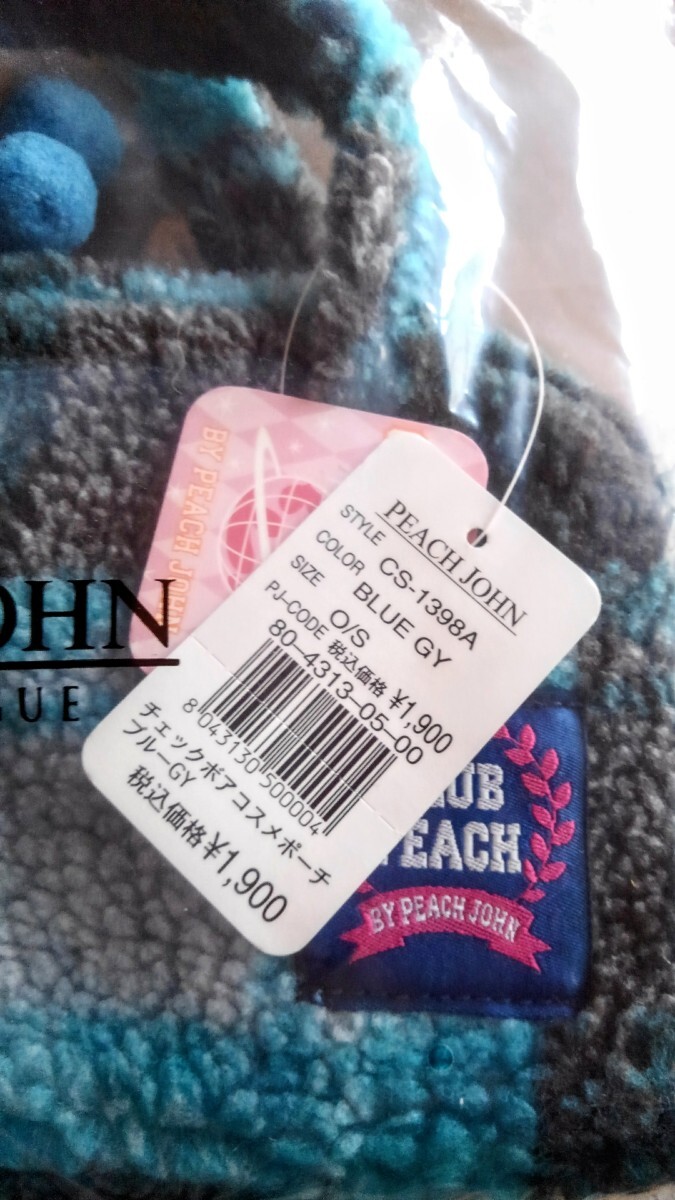 PEACH JOHN
STYLE CS-1398A
COLOR BLUE GY
SIZE O/S
税込価格 ¥1,900
PJ-CODE 80-4313-05-00
8 043130 500004
チェックボアコスメポーチ
ブルーGY
税込価格¥1,900
BY PEACH JOHN
OHN
GUE
LUB
PEACH
BY PEACH JOHN